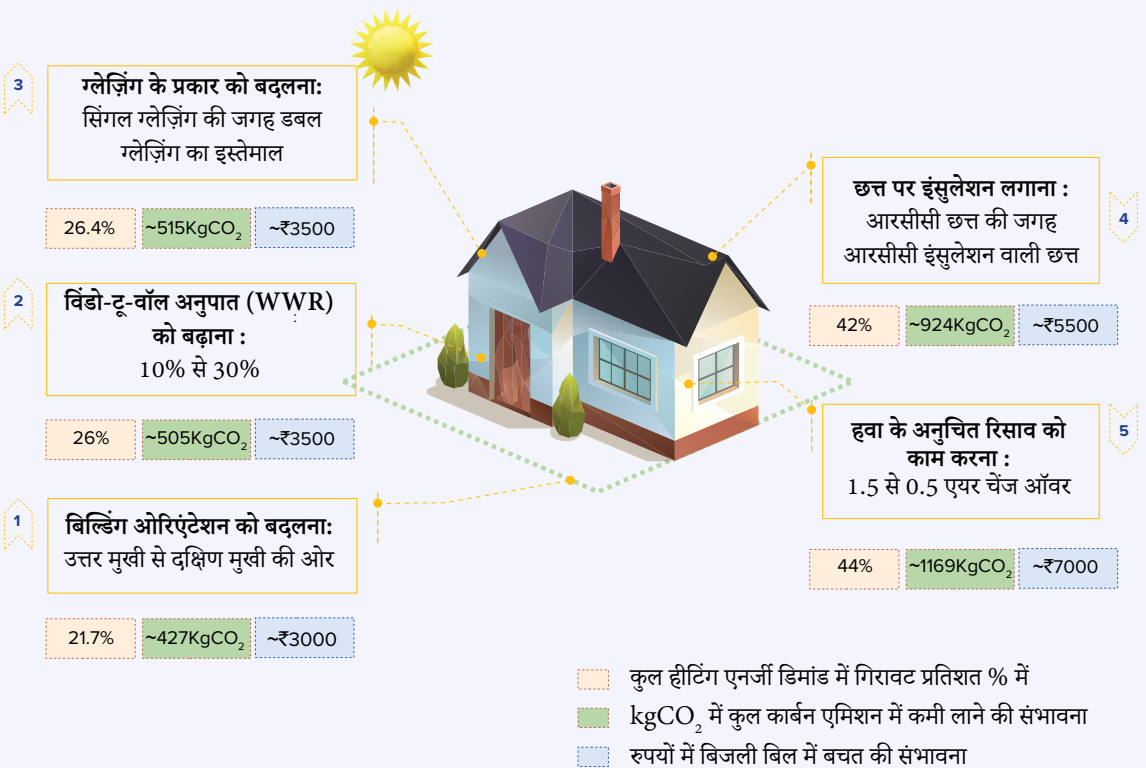 3
ग्लेज़िंग के प्रकार को बदलना:
सिंगल ग्लेज़िंग की जगह डबल
ग्लेज़िंग का इस्तेमाल
26.4% ~515KgCO₂ ~₹3500
2
विंडो-टू-वॉल अनुपात (WWR)
को बढ़ाना :
10% से 30%
26% ~505KgCO₂ ~₹3500
1
बिल्डिंग ओरिएंटेशन को बदलना:
उत्तर मुखी से दक्षिण मुखी की ओर
21.7% ~427KgCO₂ ~₹3000
4
छत्त पर इंसुलेशन लगाना :
आरसीसी छत्त की जगह
आरसीसी इंसुलेशन वाली छत्त
42% ~924KgCO₂ ~₹5500
5
हवा के अनुचित रिसाव को
काम करना :
1.5 से 0.5 एयर चेंज ऑवर
44% ~1169KgCO₂ ~₹7000
कुल हीटिंग एनर्जी डिमांड में गिरावट प्रतिशत % में
kgCO₂ में कुल कार्बन एमिशन में कमी लाने की संभावना
रुपयों में बिजली बिल में बचत की संभावना